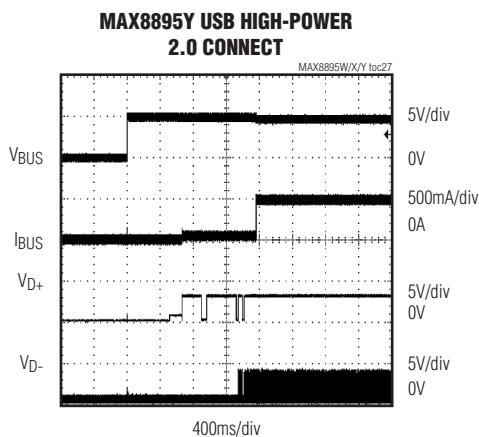 MAX8895Y USB HIGH-POWER
2.0 CONNECT
MAX8895W/X/Y toc27
VBUS
5V/div
0V
500mA/div
IBUS
0A
VD+
5V/div
0V
VD-
5V/div
0V
400ms/div